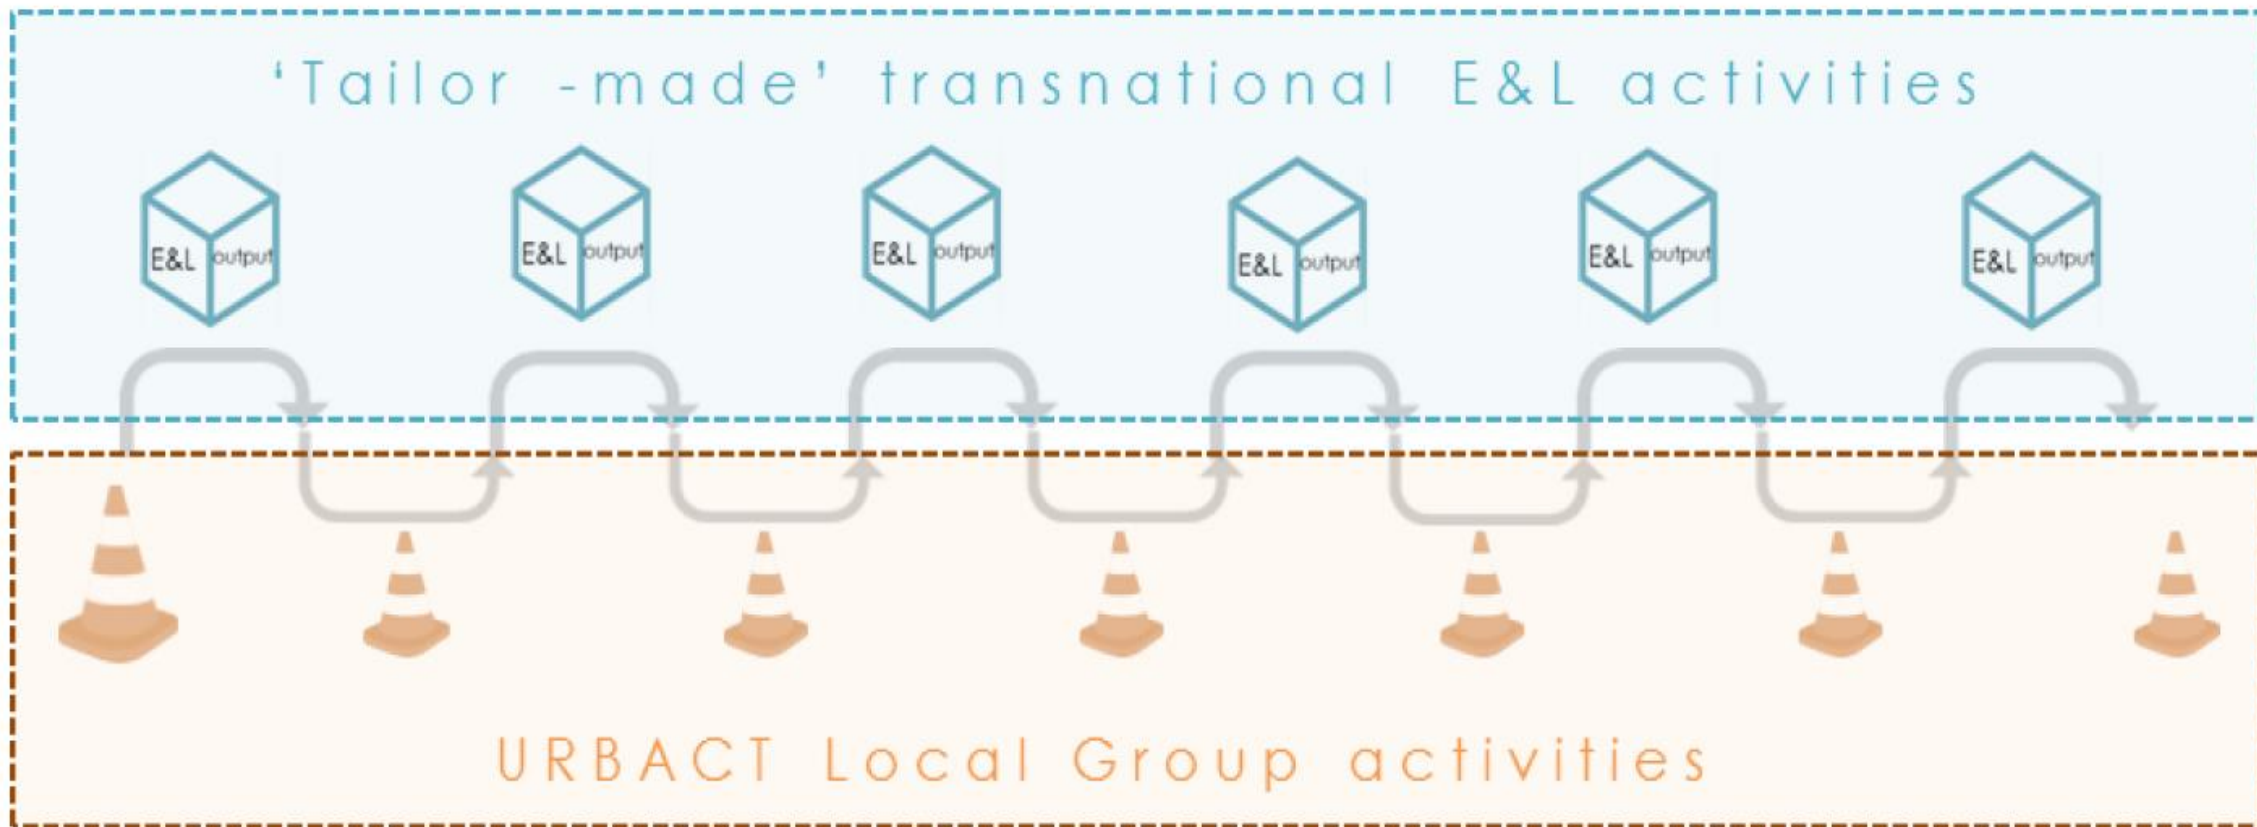 ‘Tailor -made’ transnational E&L activities
E&L output
E&L output
E&L output
E&L output
E&L output
E&L output
URBACT Local Group activities